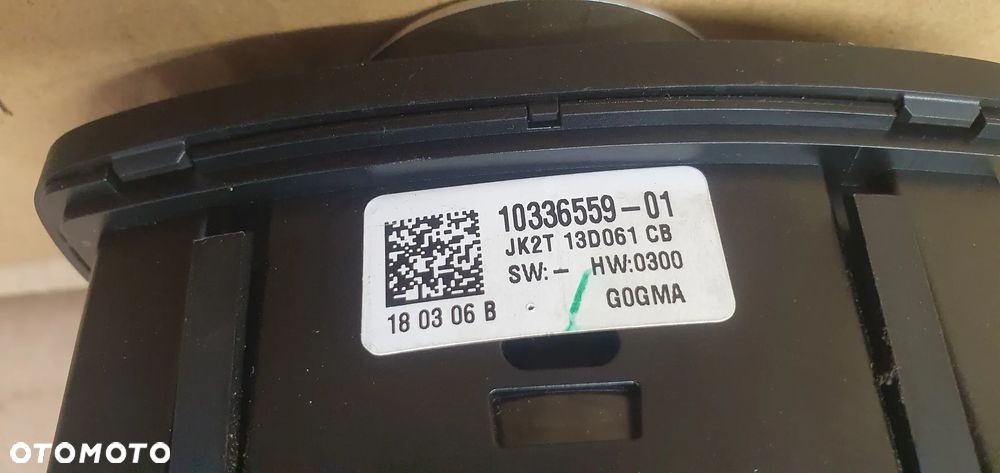 10336559-01
JK2T 13D061 CB
SW:- HW:0300
G0GMA
18 03 06 B
OTOMOTO